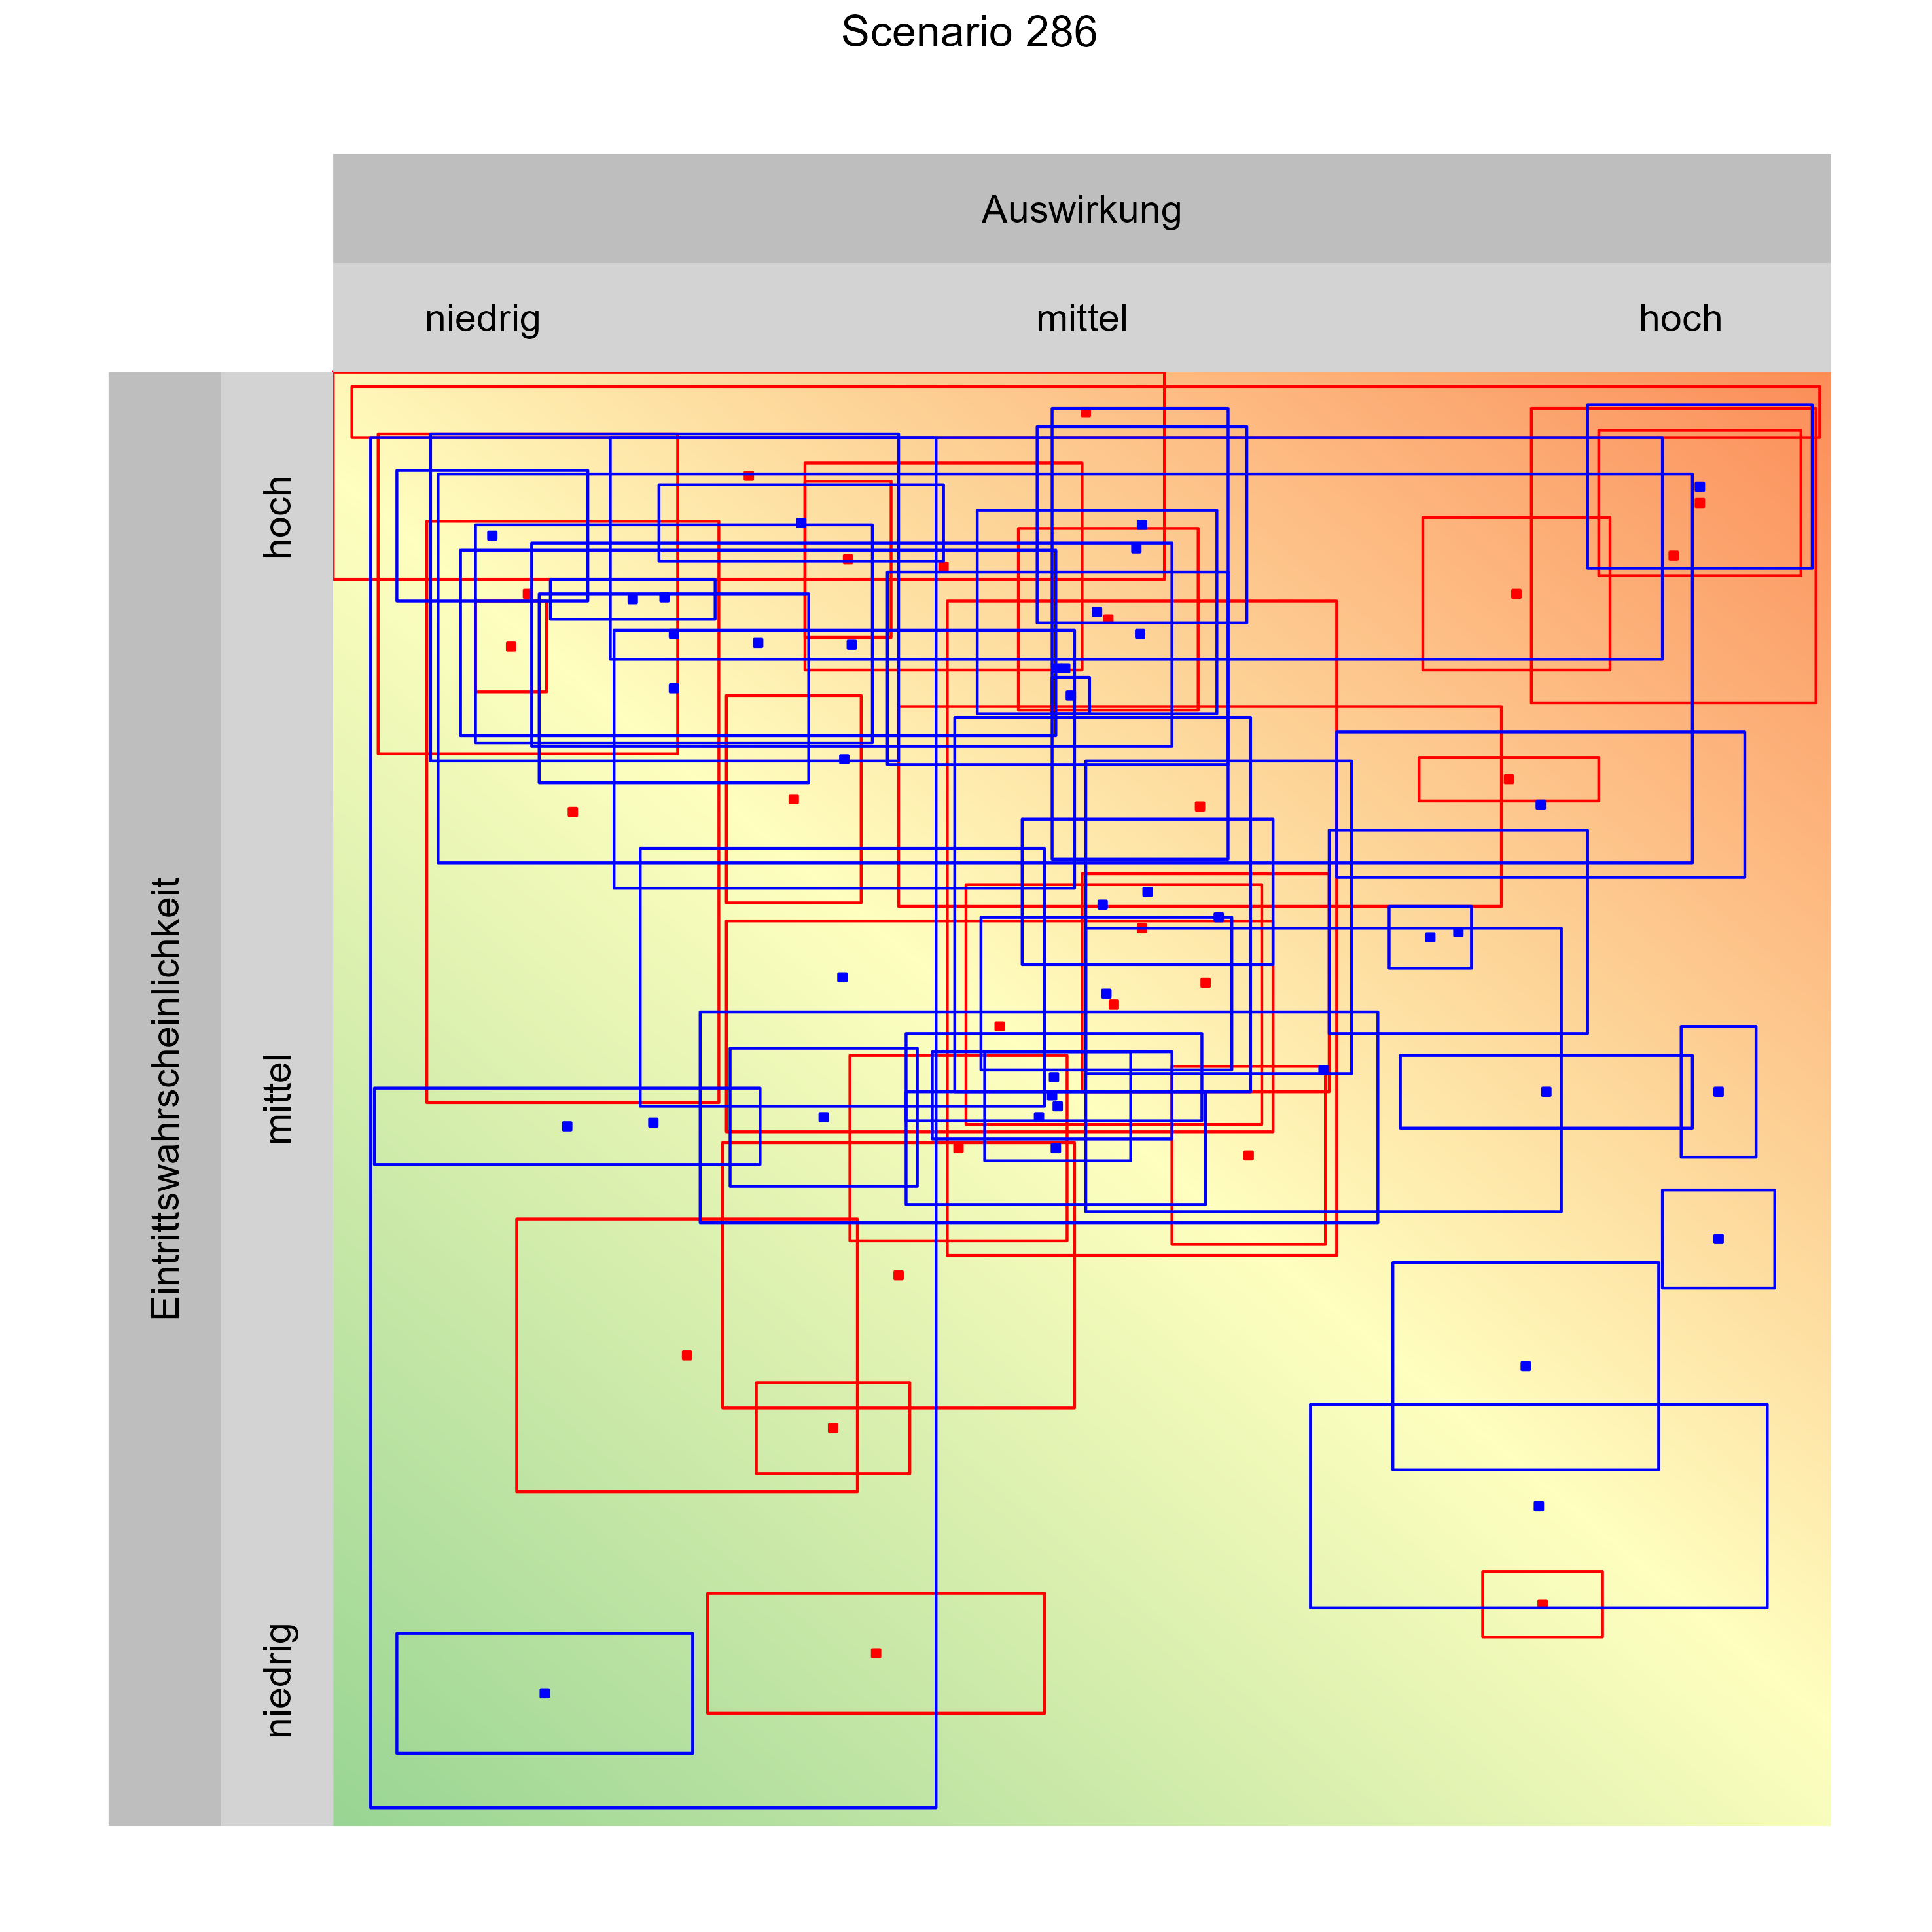 Scenario 286
Auswirkung
niedrig
mittel
hoch
Eintrittswahrscheinlichkeit
hoch
mittel
niedrig